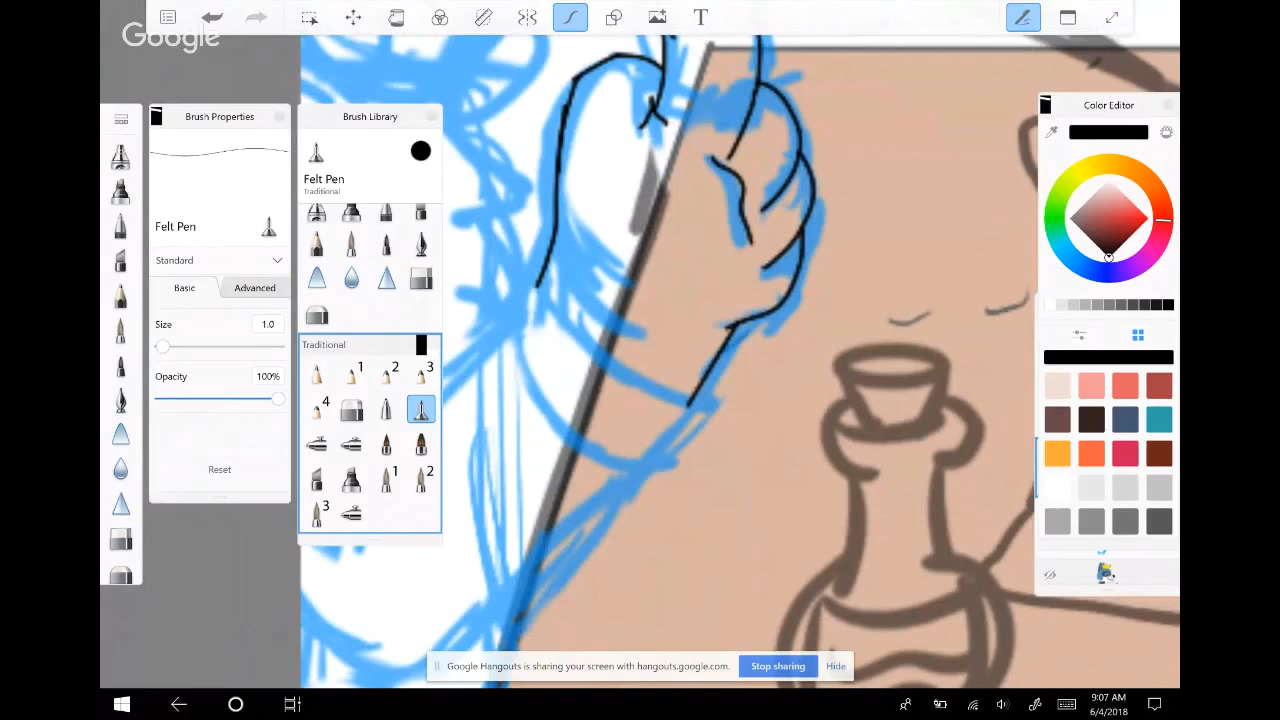 T
Google
Brush Properties
Brush Library
Color Editor
Felt Pen
Traditional
Felt Pen
Standard
Basic
Advanced
Size
1.0
Traditional
1
2
3
Opacity
100%
4
Reset
1
2
3
Google Hangouts is sharing your screen with hangouts.google.com.
Stop sharing
Hide
9:07 AM
6/4/2018